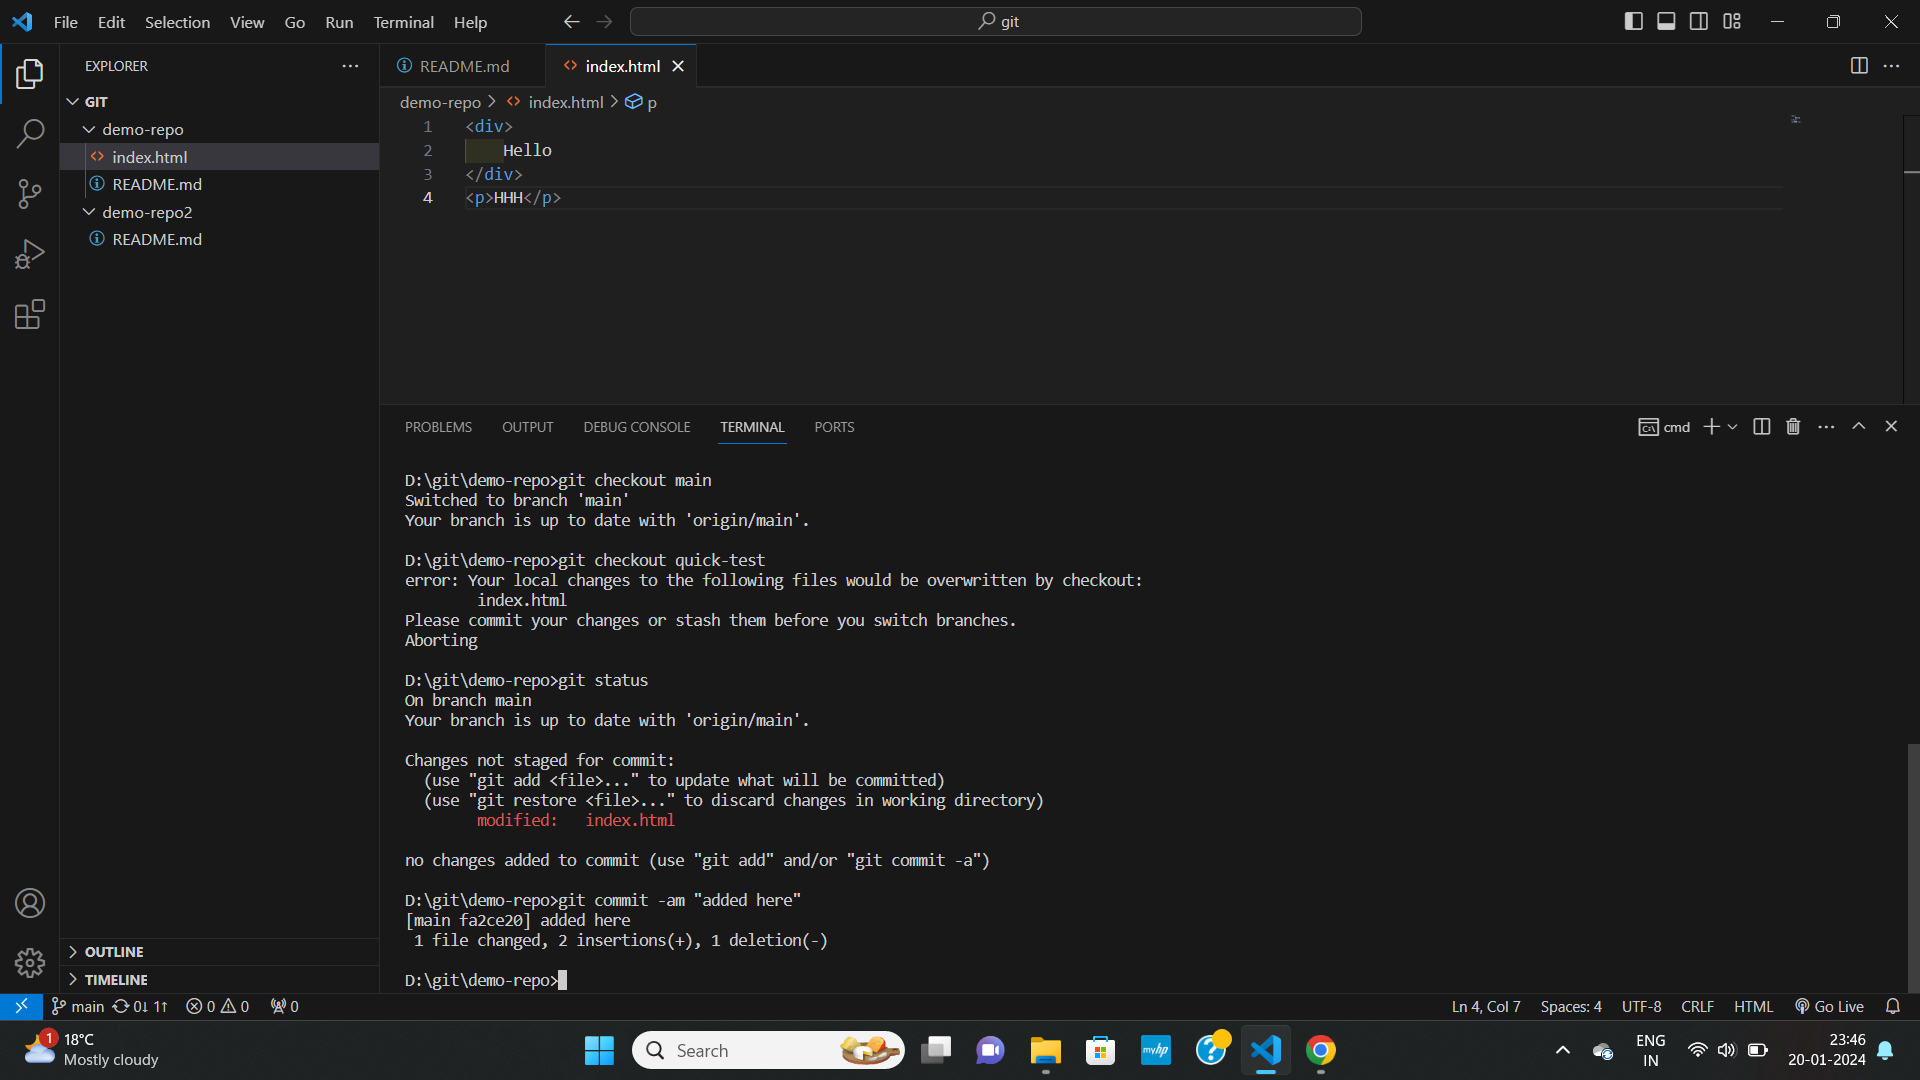 File Edit Selection View Go Run Terminal Help
git
EXPLORER
GIT
demo-repo
index.html
README.md
demo-repo2
README.md
OUTLINE
TIMELINE
README.md index.html
demo-repo index.html p
1 <div>
2 Hello
3 </div>
4 <p>HHH</p>
PROBLEMS OUTPUT DEBUG CONSOLE TERMINAL PORTS
cmd
D:\git\demo-repo>git checkout main
Switched to branch 'main'
Your branch is up to date with 'origin/main'.
D:\git\demo-repo>git checkout quick-test
error: Your local changes to the following files would be overwritten by checkout:
index.html
Please commit your changes or stash them before you switch branches.
Aborting
D:\git\demo-repo>git status
On branch main
Your branch is up to date with 'origin/main'.
Changes not staged for commit:
(use "git add <file>..." to update what will be committed)
(use "git restore <file>..." to discard changes in working directory)
modified: index.html
no changes added to commit (use "git add" and/or "git commit -a")
D:\git\demo-repo>git commit -am "added here"
[main fa2ce20] added here
1 file changed, 2 insertions(+), 1 deletion(-)
D:\git\demo-repo>
main 0↓ 1↑ 0 0 0
Ln 4, Col 7 Spaces: 4 UTF-8 CRLF HTML Go Live
1
18°C
Mostly cloudy
Search
myhp
ENG
IN
23:46
20-01-2024